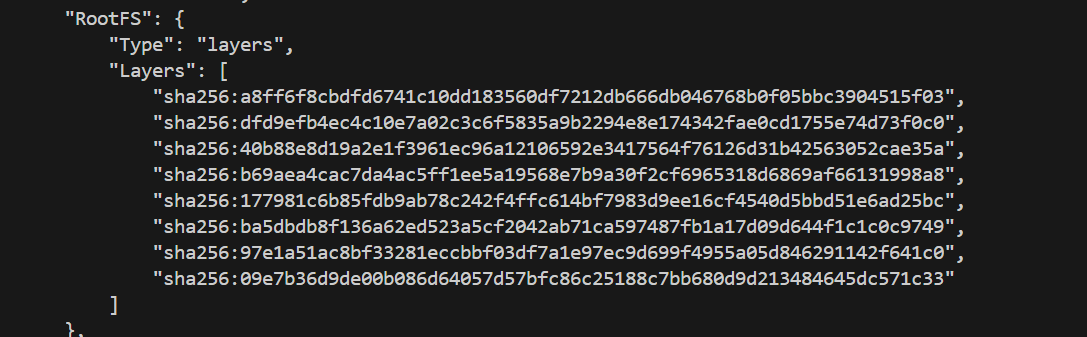 "RootFS": {
"Type": "layers",
"Layers": [
"sha256:a8ff6f8cbdfd6741c10dd183560df7212db666db046768b0f05bbc3904515f03",
"sha256:dfd9efb4ec4c10e7a02c3c6f5835a9b2294e8e174342fae0cd1755e74d73f0c0",
"sha256:40b88e8d19a2e1f3961ec96a12106592e3417564f76126d31b42563052cae35a",
"sha256:b69aea4cac7da4ac5ff1ee5a19568e7b9a30f2cf6965318d6869af66131998a8",
"sha256:177981c6b85fdb9ab78c242f4ffc614bf7983d9ee16cf4540d5bbd51e6ad25bc",
"sha256:ba5dbdb8f136a62ed523a5cf2042ab71ca597487fb1a17d09d644f1c1c0c9749",
"sha256:97e1a51ac8bf33281eccbbf03df7a1e97ec9d699f4955a05d846291142f641c0",
"sha256:09e7b36d9de00b086d64057d57bfc86c25188c7bb680d9d213484645dc571c33"
]
},